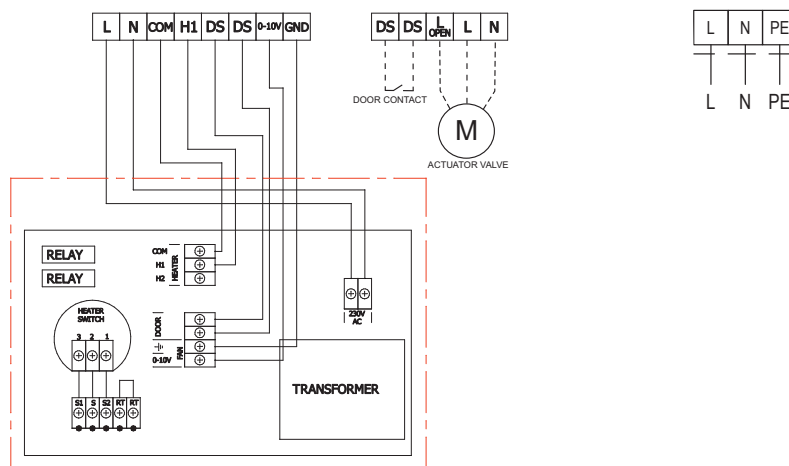 L N COM H1 DS DS 0-10V GND
DS DS L OPEN L N
L N PE
DOOR CONTACT
M
ACTUATOR VALVE
L N PE
RELAY
RELAY
COM
H1
H2
HEATER
HEATER
SWITCH
3 2 1
DOOR
FAN
0-10V
230V
AC
TRANSFORMER
S1 S S2 RT RT